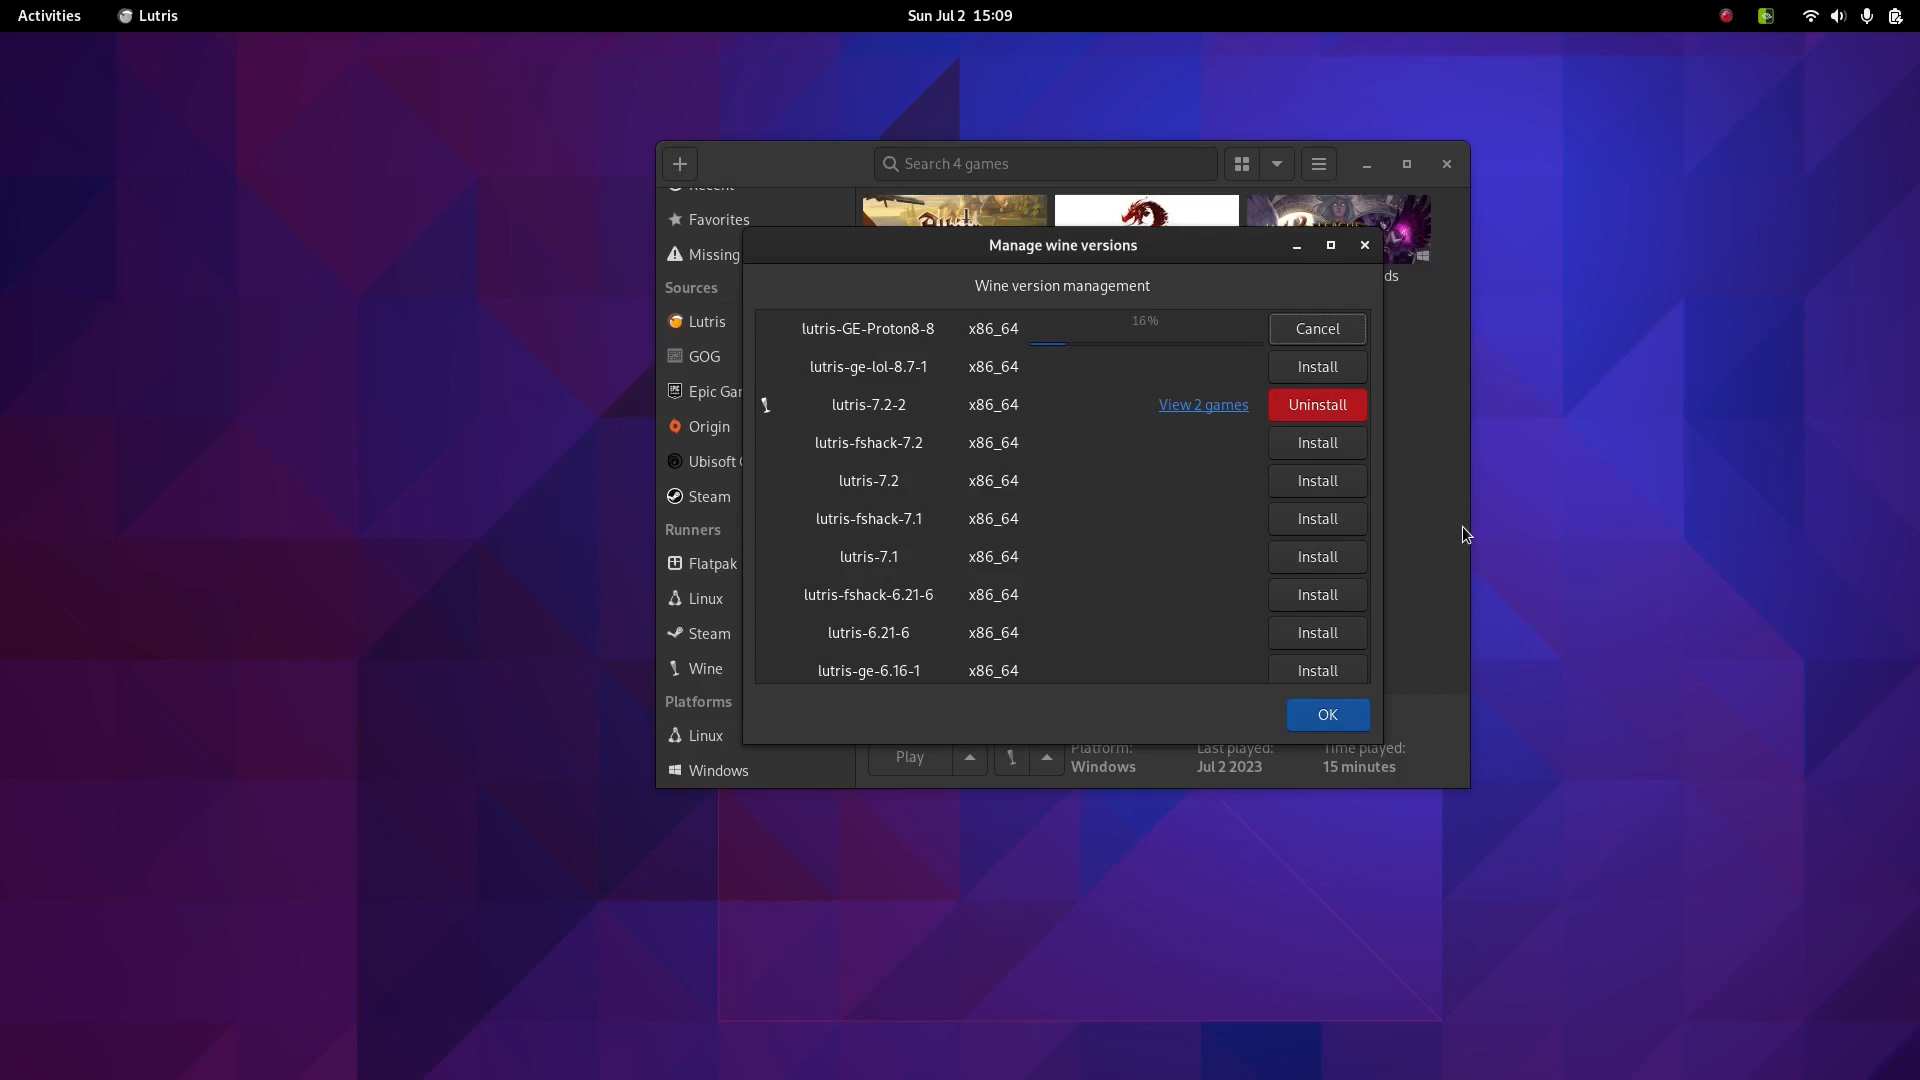 Activities
Lutris
Sun Jul 2 15:09
Search 4 games
Recent
Favorites
Missing
Sources
Lutris
GOG
Epic Gar
Origin
Ubisoft
Steam
Runners
Flatpak
Linux
Steam
Wine
Platforms
Linux
Windows
LEAGUE
ds
Manage wine versions
Wine version management
lutris-GE-Proton8-8 x86_64 16% Cancel
lutris-ge-lol-8.7-1 x86_64 Install
lutris-7.2-2 x86_64 View 2 games Uninstall
lutris-fshack-7.2 x86_64 Install
lutris-7.2 x86_64 Install
lutris-fshack-7.1 x86_64 Install
lutris-7.1 x86_64 Install
lutris-fshack-6.21-6 x86_64 Install
lutris-6.21-6 x86_64 Install
lutris-ge-6.16-1 x86_64 Install
OK
Play
Platform: Last played: Time played:
Windows Jul 2 2023 15 minutes